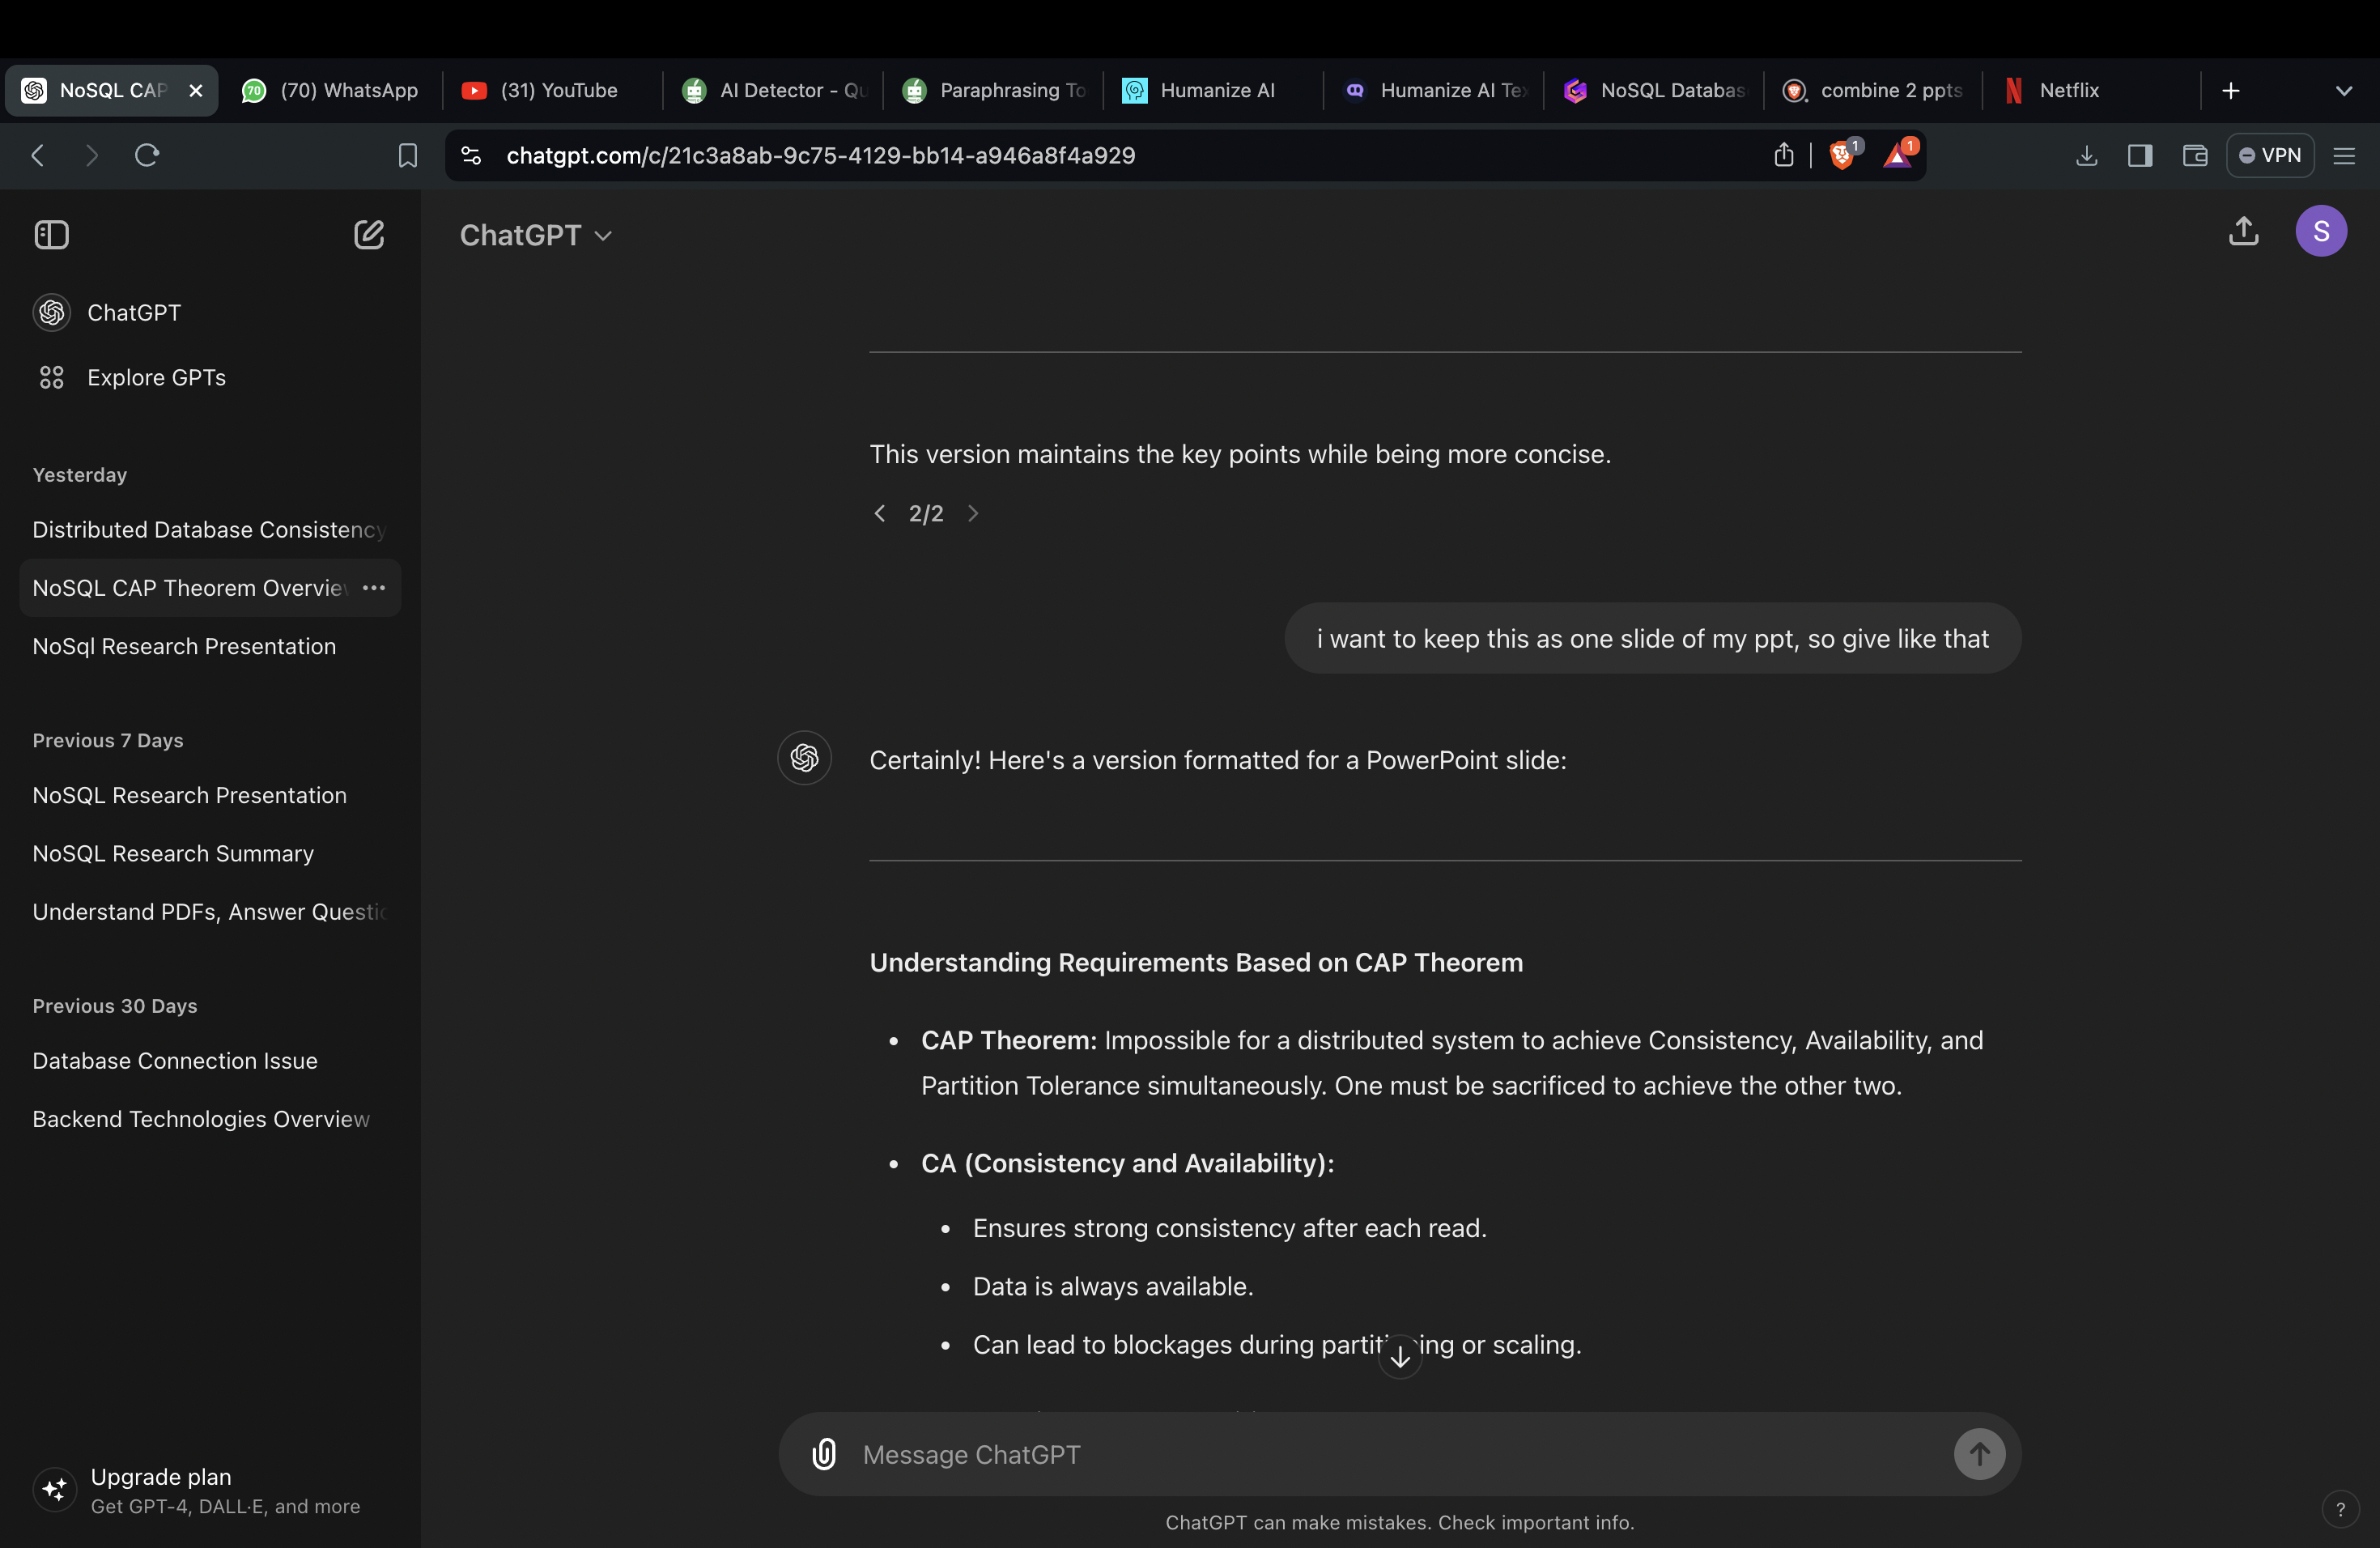 NoSQL CAP
(70) WhatsApp
(31) YouTube
AI Detector - Qu
Paraphrasing To
Humanize AI
Humanize AI Tex
NoSQL Databas
combine 2 ppts
Netflix
chatgpt.com/c/21c3a8ab-9c75-4129-bb14-a946a8f4a929
1
1
VPN
ChatGPT
S
ChatGPT
Explore GPTs
Yesterday
Distributed Database Consistency
NoSQL CAP Theorem Overview
NoSql Research Presentation
Previous 7 Days
NoSQL Research Presentation
NoSQL Research Summary
Understand PDFs, Answer Questio
Previous 30 Days
Database Connection Issue
Backend Technologies Overview
Upgrade plan
Get GPT-4, DALL·E, and more
This version maintains the key points while being more concise.
2/2
i want to keep this as one slide of my ppt, so give like that
Certainly! Here's a version formatted for a PowerPoint slide:
Understanding Requirements Based on CAP Theorem
• CAP Theorem: Impossible for a distributed system to achieve Consistency, Availability, and
Partition Tolerance simultaneously. One must be sacrificed to achieve the other two.
• CA (Consistency and Availability):
• Ensures strong consistency after each read.
• Data is always available.
• Can lead to blockages during partitioning or scaling.
Message ChatGPT
ChatGPT can make mistakes. Check important info.
?